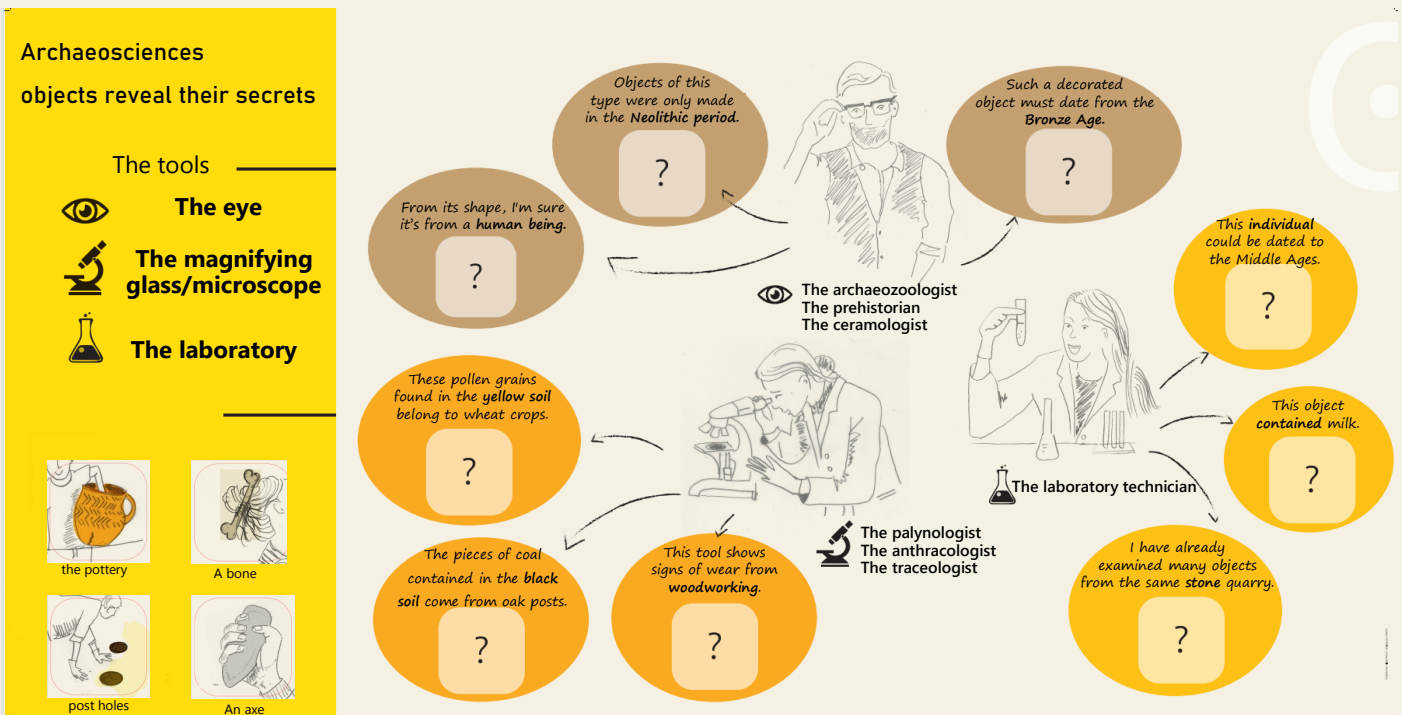 Archaeosciences
objects reveal their secrets
The tools
The eye
The magnifying
glass/microscope
The laboratory
the pottery
A bone
post holes
An axe
Objects of this
type were only made
in the Neolithic period.
?
Such a decorated
object must date from the
Bronze Age.
?
From its shape, I'm sure
it's from a human being.
?
The archaeozoologist
The prehistorian
The ceramologist
This individual
could be dated to
the Middle Ages.
?
These pollen grains
found in the yellow soil
belong to wheat crops.
?
This object
contained milk.
?
The laboratory technician
The palynologist
The anthracologist
The traceologist
The pieces of coal
contained in the black
soil come from oak posts.
?
This tool shows
signs of wear from
woodworking.
?
I have already
examined many objects
from the same stone quarry.
?